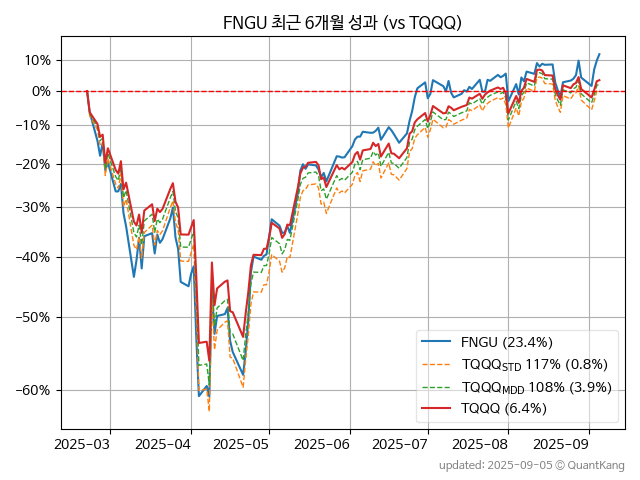 FNGU 최근 6개월 성과 (vs TQQQ)
10%
0%
-10%
-20%
-30%
-40%
-50%
-60%
FNGU (23.4%)
TQQQSTD 117% (0.8%)
TQQQMDD 108% (3.9%)
TQQQ (6.4%)
2025-03 2025-04 2025-05 2025-06 2025-07 2025-08 2025-09
updated: 2025-09-05 © QuantKang